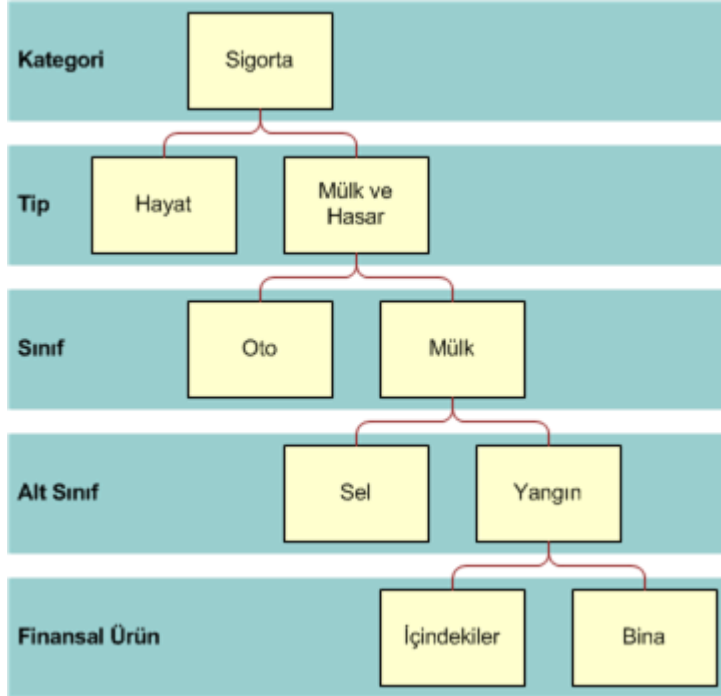 Kategori
Sigorta
Tip
Hayat
Mülk ve
Hasar
Sınıf
Oto
Mülk
Alt Sınıf
Sel
Yangın
Finansal Ürün
İçindekiler
Bina